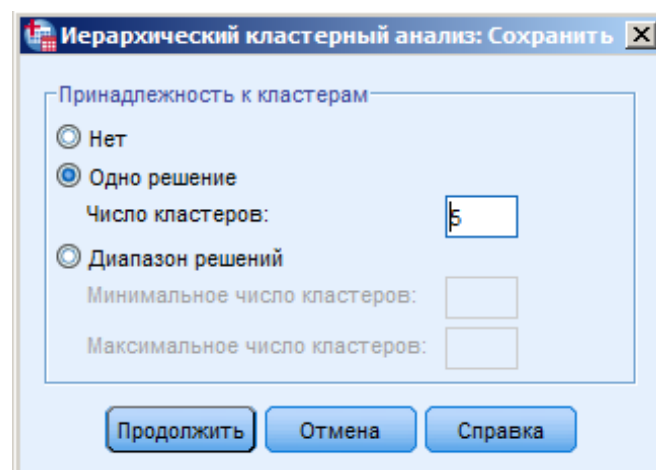 Иерархический кластерный анализ: Сохранить
Принадлежность к кластерам
Нет
Одно решение
Число кластеров: 5
Диапазон решений
Минимальное число кластеров:
Максимальное число кластеров:
Продолжить Отмена Справка